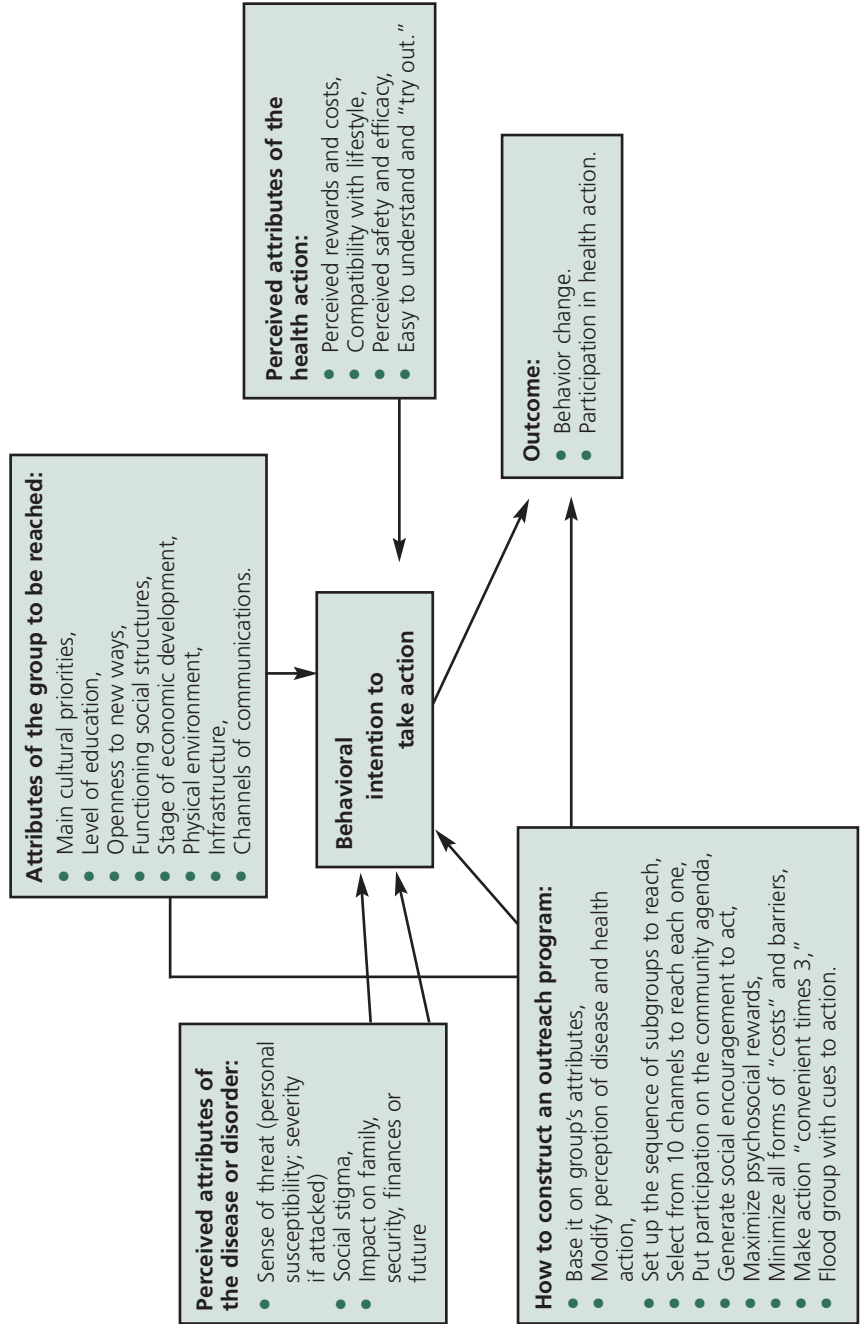 Attributes of the group to be reached:
• Main cultural priorities,
• Level of education,
• Openness to new ways,
• Functioning social structures,
• Stage of economic development,
• Physical environment,
• Infrastructure,
• Channels of communications.
Perceived attributes of
the disease or disorder:
• Sense of threat (personal
susceptibility; severity
if attacked)
• Social stigma,
• Impact on family,
security, finances or
future
Behavioral
intention to
take action
Perceived attributes of the
health action:
• Perceived rewards and costs,
• Compatibility with lifestyle,
• Perceived safety and efficacy,
• Easy to understand and “try out.”
How to construct an outreach program:
• Base it on group’s attributes,
• Modify perception of disease and health
action,
• Set up the sequence of subgroups to reach,
• Select from 10 channels to reach each one,
• Put participation on the community agenda,
• Generate social encouragement to act,
• Maximize psychosocial rewards,
• Minimize all forms of “costs” and barriers,
• Make action “convenient times 3,”
• Flood group with cues to action.
Outcome:
• Behavior change.
• Participation in health action.